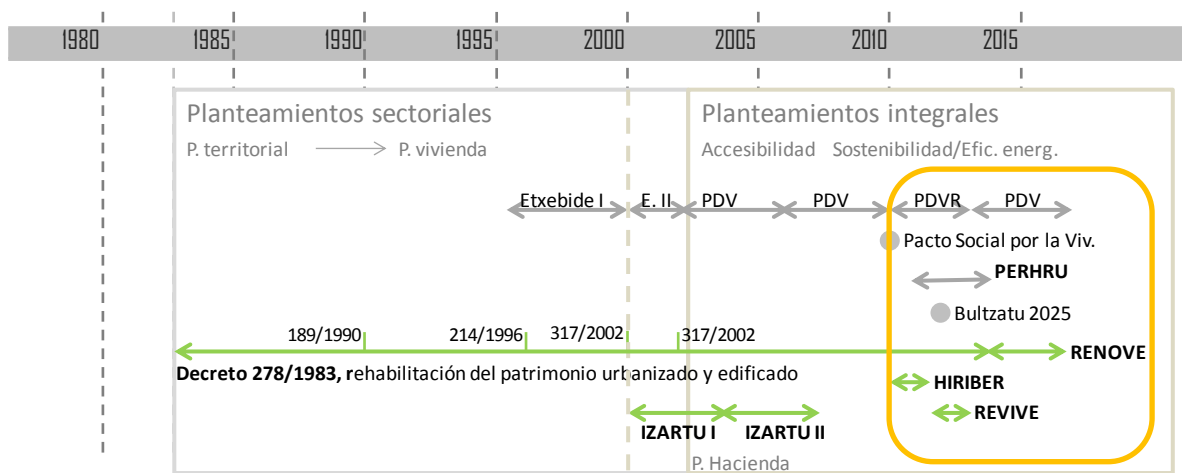 1980 1985 1990 1995 2000 2005 2010 2015
Planteamientos sectoriales
P. territorial P. vivienda
Planteamientos integrales
Accesibilidad Sostenibilidad/Efic. energ.
Etxebide I E. II PDV PDV PDVR PDV
Pacto Social por la Viv.
PERHRU
Bultzatu 2025
189/1990 214/1996 317/2002 317/2002
RENOVE
Decreto 278/1983, rehabilitación del patrimonio urbanizado y edificado
HIRIBER
REVIVE
IZARTU I IZARTU II
P. Hacienda